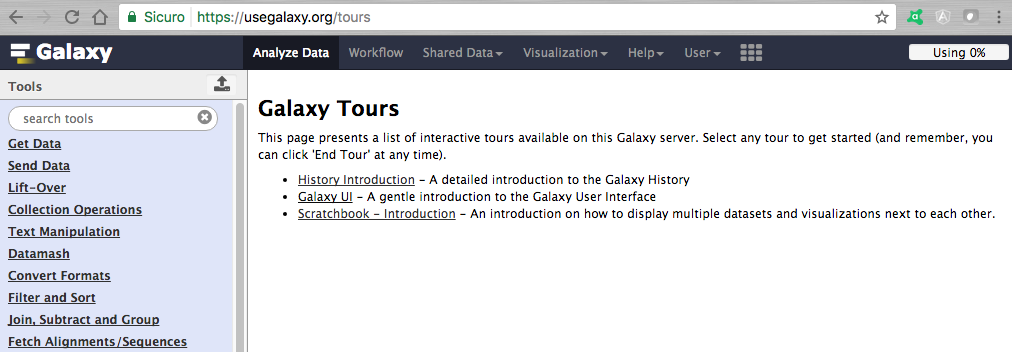 Sicuro https://usegalaxy.org/tours
Galaxy Analyze Data Workflow Shared Data Visualization Help User Using 0%
Tools
search tools
Get Data
Send Data
Lift-Over
Collection Operations
Text Manipulation
Datamash
Convert Formats
Filter and Sort
Join, Subtract and Group
Fetch Alignments/Sequences
Galaxy Tours
This page presents a list of interactive tours available on this Galaxy server. Select any tour to get started (and remember, you
can click 'End Tour' at any time).
• History Introduction - A detailed introduction to the Galaxy History
• Galaxy UI - A gentle introduction to the Galaxy User Interface
• Scratchbook - Introduction - An introduction on how to display multiple datasets and visualizations next to each other.